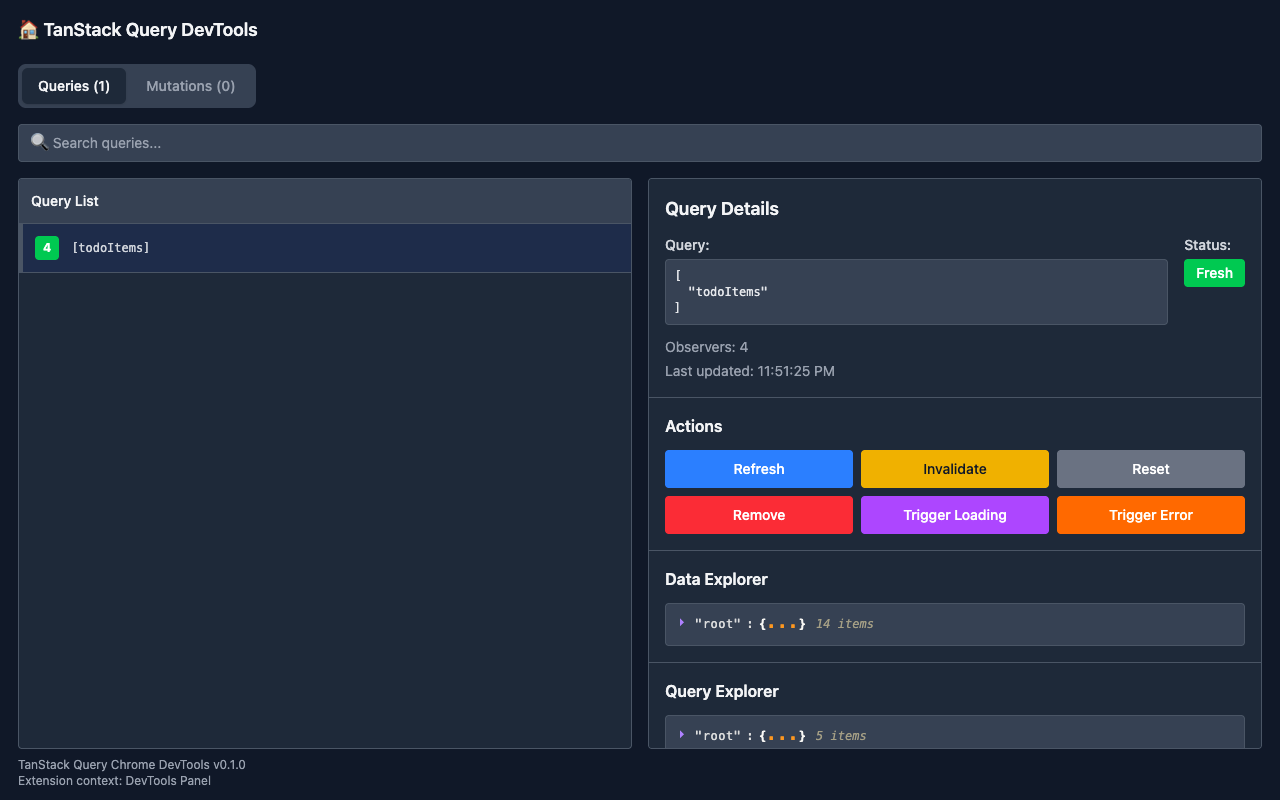 TanStack Query DevTools
Queries (1)
Mutations (0)
Search queries...
Query List
4 [todoItems]
Query Details
Query:
Status:
[
"todoItems"
]
Fresh
Observers: 4
Last updated: 11:51:25 PM
Actions
Refresh
Invalidate
Reset
Remove
Trigger Loading
Trigger Error
Data Explorer
"root" : {...} 14 items
Query Explorer
"root" : {...} 5 items
TanStack Query Chrome DevTools v0.1.0
Extension context: DevTools Panel